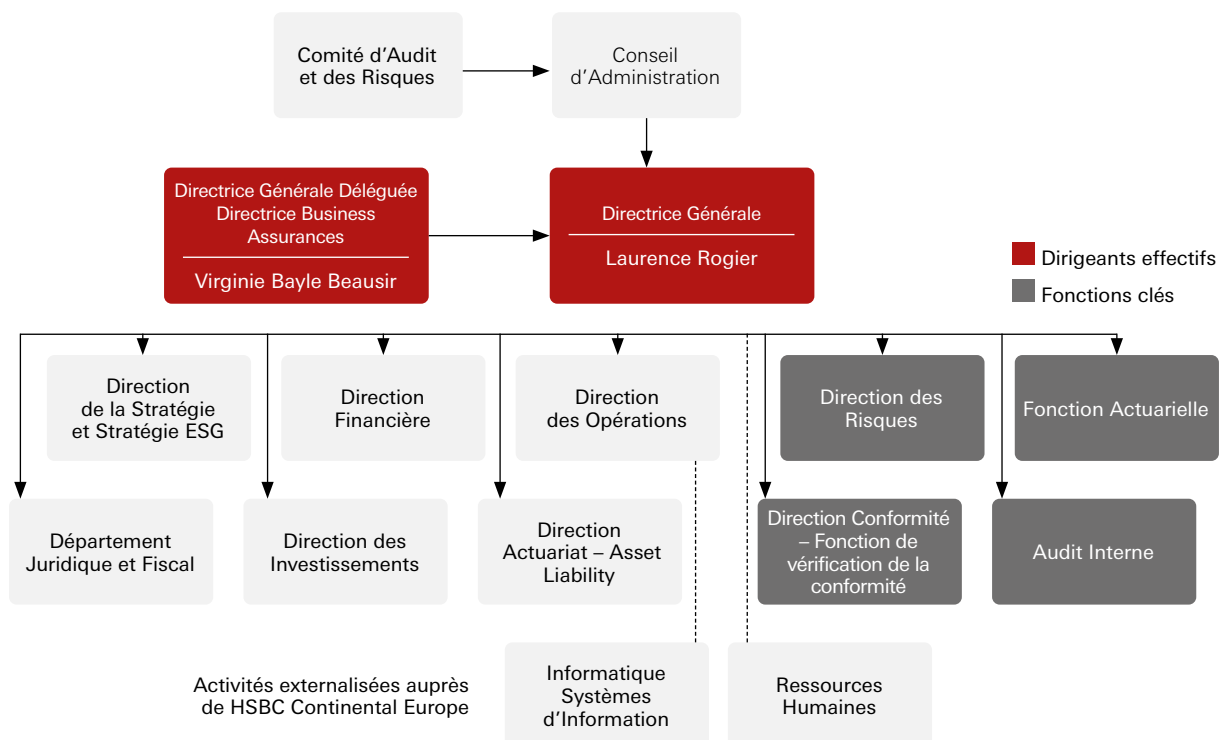 Comité d’Audit
et des Risques
Conseil
d’Administration
Directrice Générale Déléguée
Directrice Business
Assurances
Virginie Bayle Beausir
Directrice Générale
Laurence Rogier
Dirigeants effectifs
Fonctions clés
Direction
de la Stratégie
et Stratégie ESG
Direction
Financière
Direction
des Opérations
Direction des
Risques
Fonction Actuarielle
Département
Juridique et Fiscal
Direction des
Investissements
Direction
Actuariat – Asset
Liability
Direction Conformité
– Fonction de
vérification de la
conformité
Audit Interne
Activités externalisées auprès
de HSBC Continental Europe
Informatique
Systèmes
d’Information
Ressources
Humaines